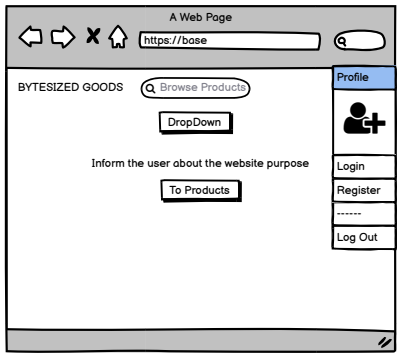 A Web Page
https://base
Profile
BYTESIZED GOODS
Browse Products
DropDown
Inform the user about the website purpose
Login
To Products
Register
------
Log Out